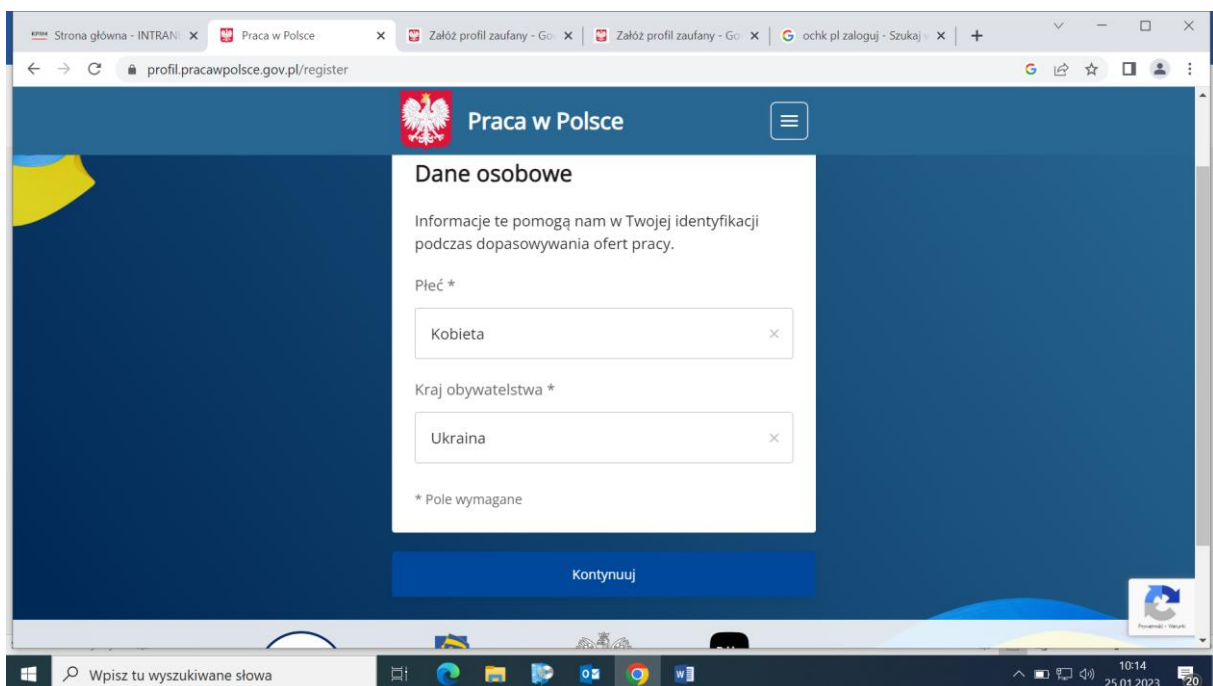 Strona główna - INTRAN
Praca w Polsce
Załóż profil zaufany - Go
Załóż profil zaufany - Go
ochk pl zaloguj - Szukaj
profil.pracawpolsce.gov.pl/register
Praca w Polsce
Dane osobowe
Informacje te pomogą nam w Twojej identyfikacji
podczas dopasowywania ofert pracy.
Płeć *
Kobieta
Kraj obywatelstwa *
Ukraina
* Pole wymagane
Kontynuuj
Wpisz tu wyszukiwane słowa
10:14
25.01.2023
20